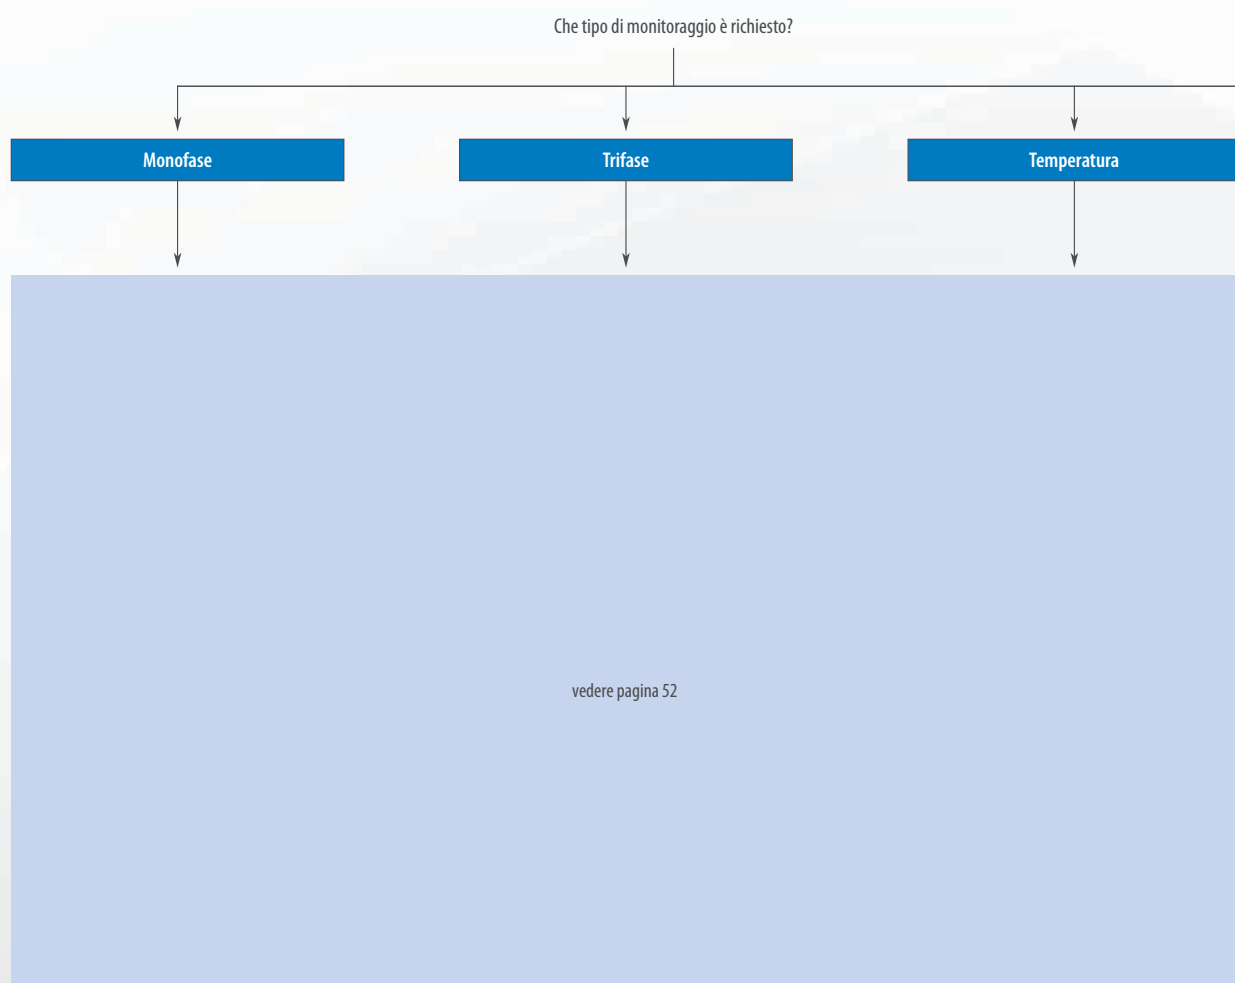 Che tipo di monitoraggio è richiesto?
Monofase
Trifase
Temperatura
vedere pagina 52